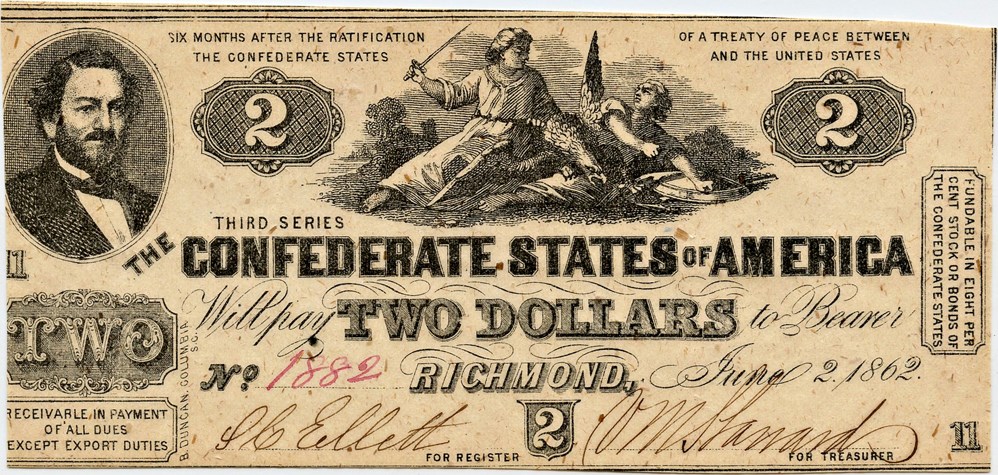 SIX MONTHS AFTER THE RATIFICATION OF A TREATY OF PEACE BETWEEN
THE CONFEDERATE STATES AND THE UNITED STATES
2 2
THIRD SERIES
THE CONFEDERATE STATES OF AMERICA
11
Will pay TWO DOLLARS to Bearer
TWO
No 1882 RICHMOND, June 2. 1862.
RECEIVABLE IN PAYMENT
OF ALL DUES
EXCEPT EXPORT DUTIES
B. DUNCAN. COLUMBIA
S.C.
2
FOR REGISTER
FOR TREASURER
11
FUNDABLE IN EIGHT PER
CENT STOCK OR BONDS OF
THE CONFEDERATE STATES